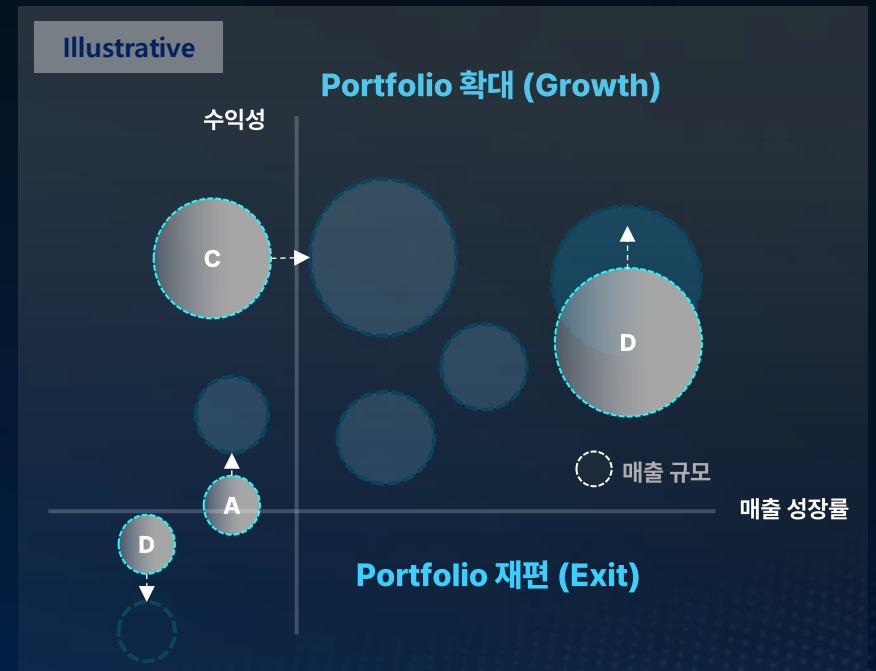 Illustrative
Portfolio 확대 (Growth)
수익성
C
D
A
매출 규모
매출 성장률
D
Portfolio 재편 (Exit)